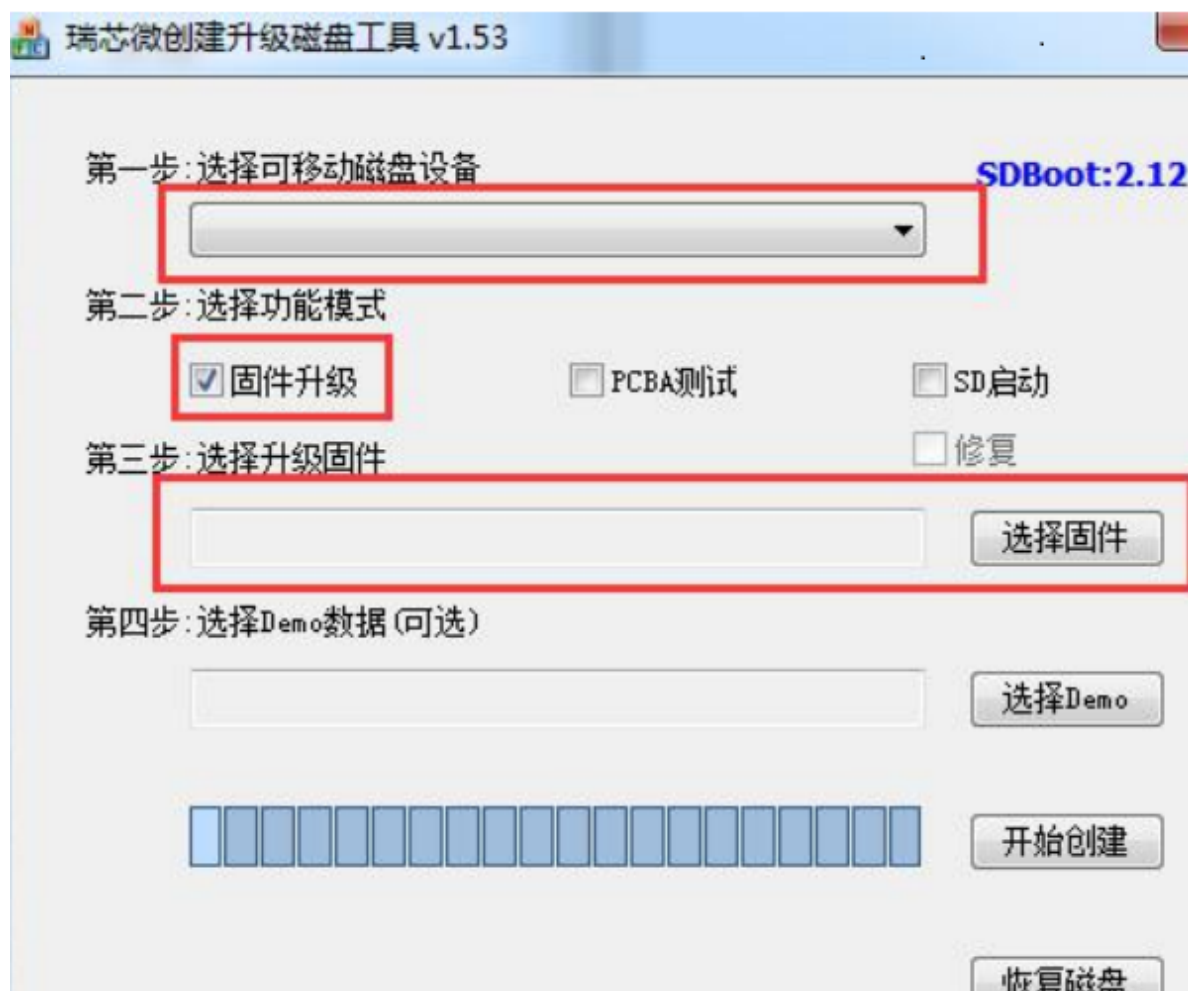 瑞芯微创建升级磁盘工具 v1.53
第一步:选择可移动磁盘设备
SDBoot:2.12
第二步:选择功能模式
固件升级 PCBA测试 SD启动
第三步:选择升级固件 修复
选择固件
第四步:选择Demo数据(可选)
选择Demo
开始创建
恢复磁盘